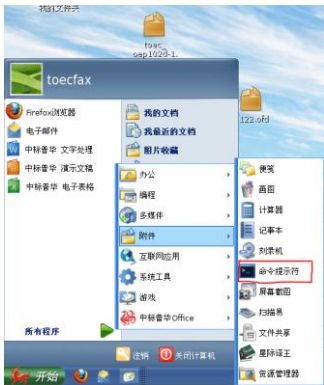 我的文件夹
toec_
oep102d-1.
toecfax
122.ofd
Firefox浏览器
电子邮件
中标普华 文字处理
中标普华 演示文稿
中标普华 电子表格
所有程序
我的文档
我最近的文档
图片收藏
办公
编程
多媒体
附件
互联网应用
系统工具
游戏
中标普华Office
便笺
画图
计算器
记事本
刻录机
命令提示符
屏幕截图
扫描易
文件共享
星际译王
资源管理器
注销
关闭计算机
开始